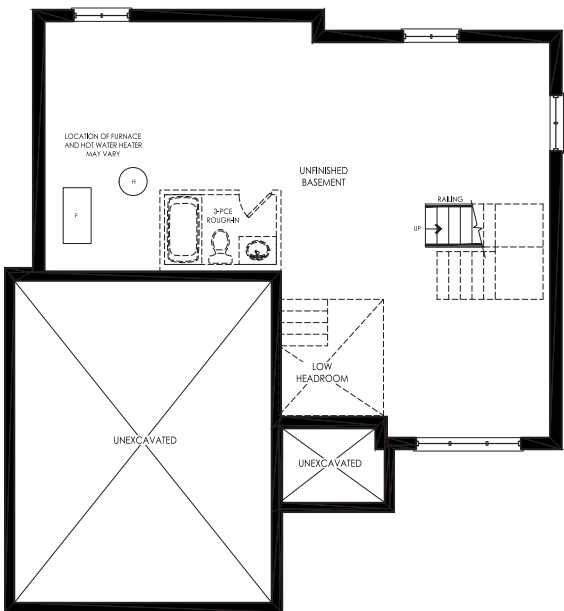 LOCATION OF FURNACE
AND HOT WATER HEATER
MAY VARY
H
F
3-PCE
ROUGH-IN
UNFINISHED
BASEMENT
RAILING
UP
LOW
HEADROOM
UNEXCAVATED
UNEXCAVATED